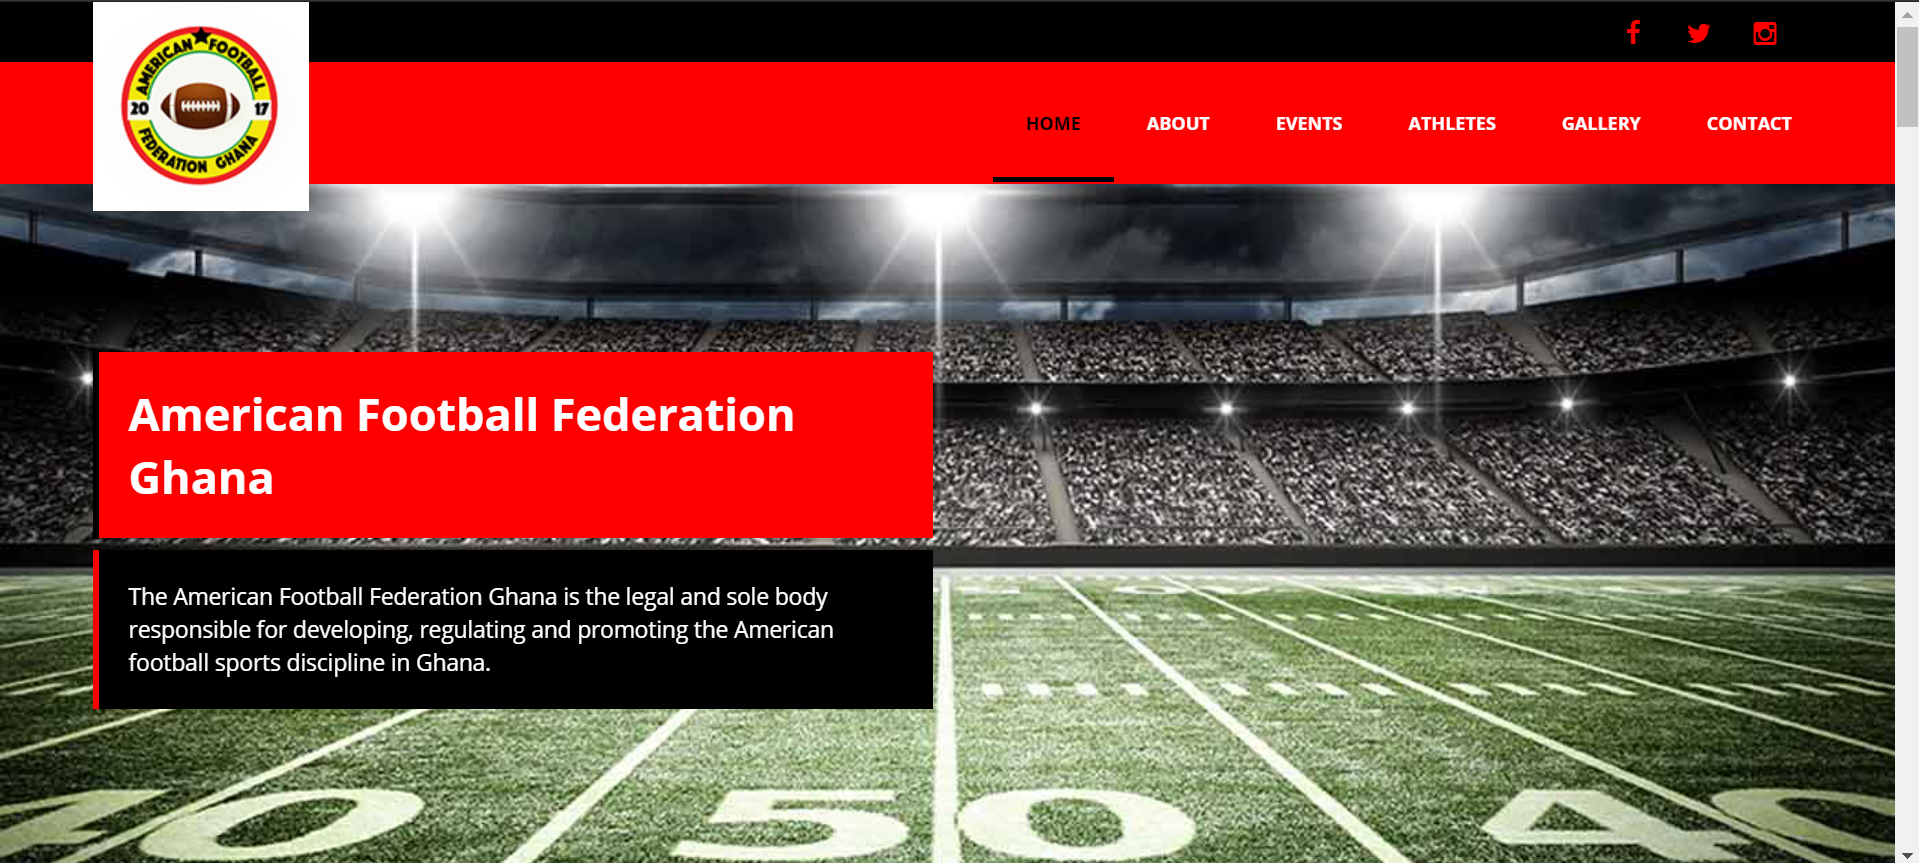 AMERICAN ★ FOOTBALL
20 17
FEDERATION GHANA
HOME ABOUT EVENTS ATHLETES GALLERY CONTACT
American Football Federation
Ghana
The American Football Federation Ghana is the legal and sole body
responsible for developing, regulating and promoting the American
football sports discipline in Ghana.
40 50 40